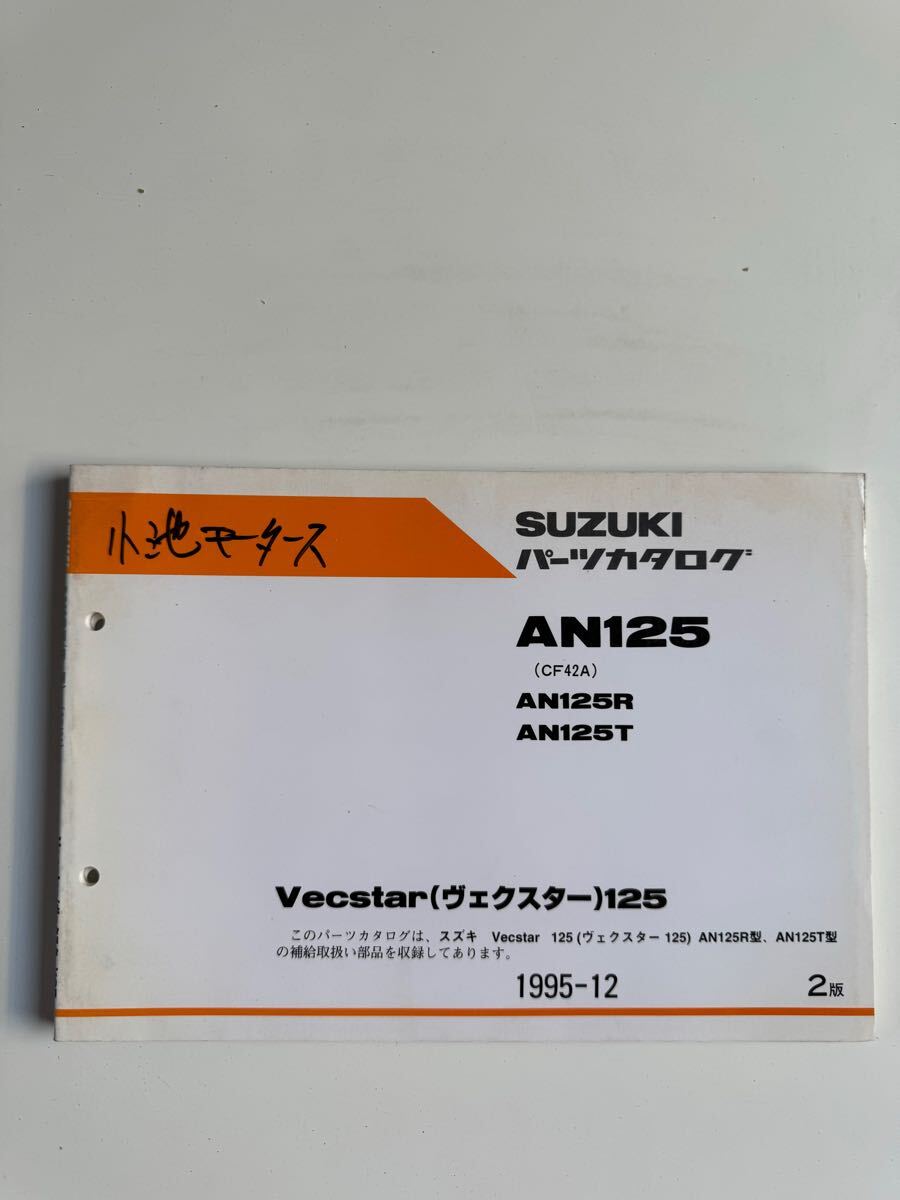 小池モータース
SUZUKI
パーツカタログ
AN125
(CF42A)
AN125R
AN125T
Vecstar(ヴェクスター)125
このパーツカタログは、スズキ Vecstar 125(ヴェクスター125) AN125R型、AN125T型
の補給取扱い部品を収録してあります。
1995-12
2版